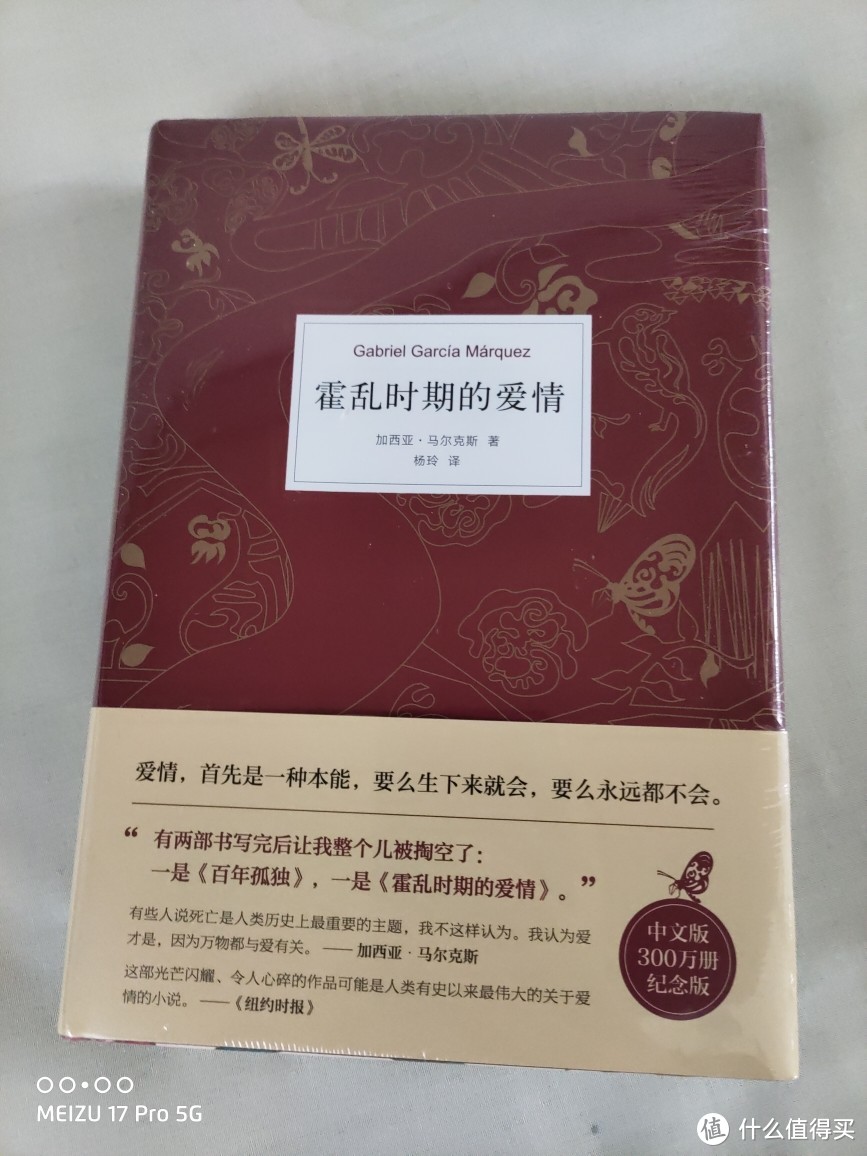 Gabriel García Márquez
霍乱时期的爱情
加西亚·马尔克斯 著
杨玲 译
爱情，首先是一种本能，要么生下来就会，要么永远都不会。
“有两部书写完后让我整个儿被掏空了：
一是《百年孤独》，一是《霍乱时期的爱情》。”
有些人说死亡是人类历史上最重要的主题，我不这样认为。我认为爱
才是，因为万物都与爱有关。——加西亚·马尔克斯
这部光芒闪耀、令人心碎的作品可能是人类有史以来最伟大的关于爱
情的小说。——《纽约时报》
中文版
300万册
纪念版
MEIZU 17 Pro 5G
值 什么值得买